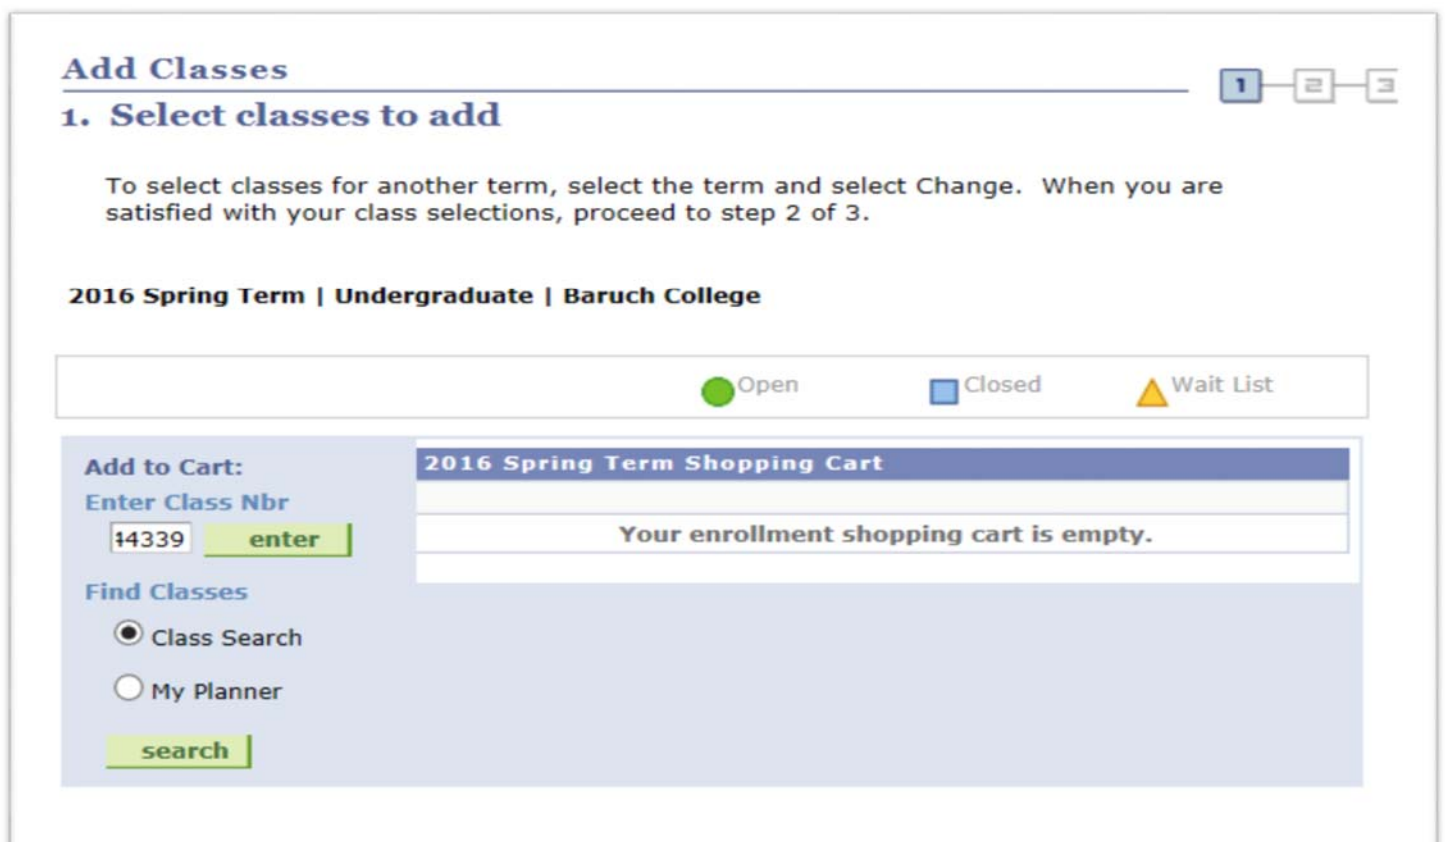 Add Classes
1 2 3
1. Select classes to add
To select classes for another term, select the term and select Change. When you are
satisfied with your class selections, proceed to step 2 of 3.
2016 Spring Term | Undergraduate | Baruch College
Open Closed Wait List
Add to Cart:
2016 Spring Term Shopping Cart
Enter Class Nbr
enter
Your enrollment shopping cart is empty.
Find Classes
Class Search
My Planner
search